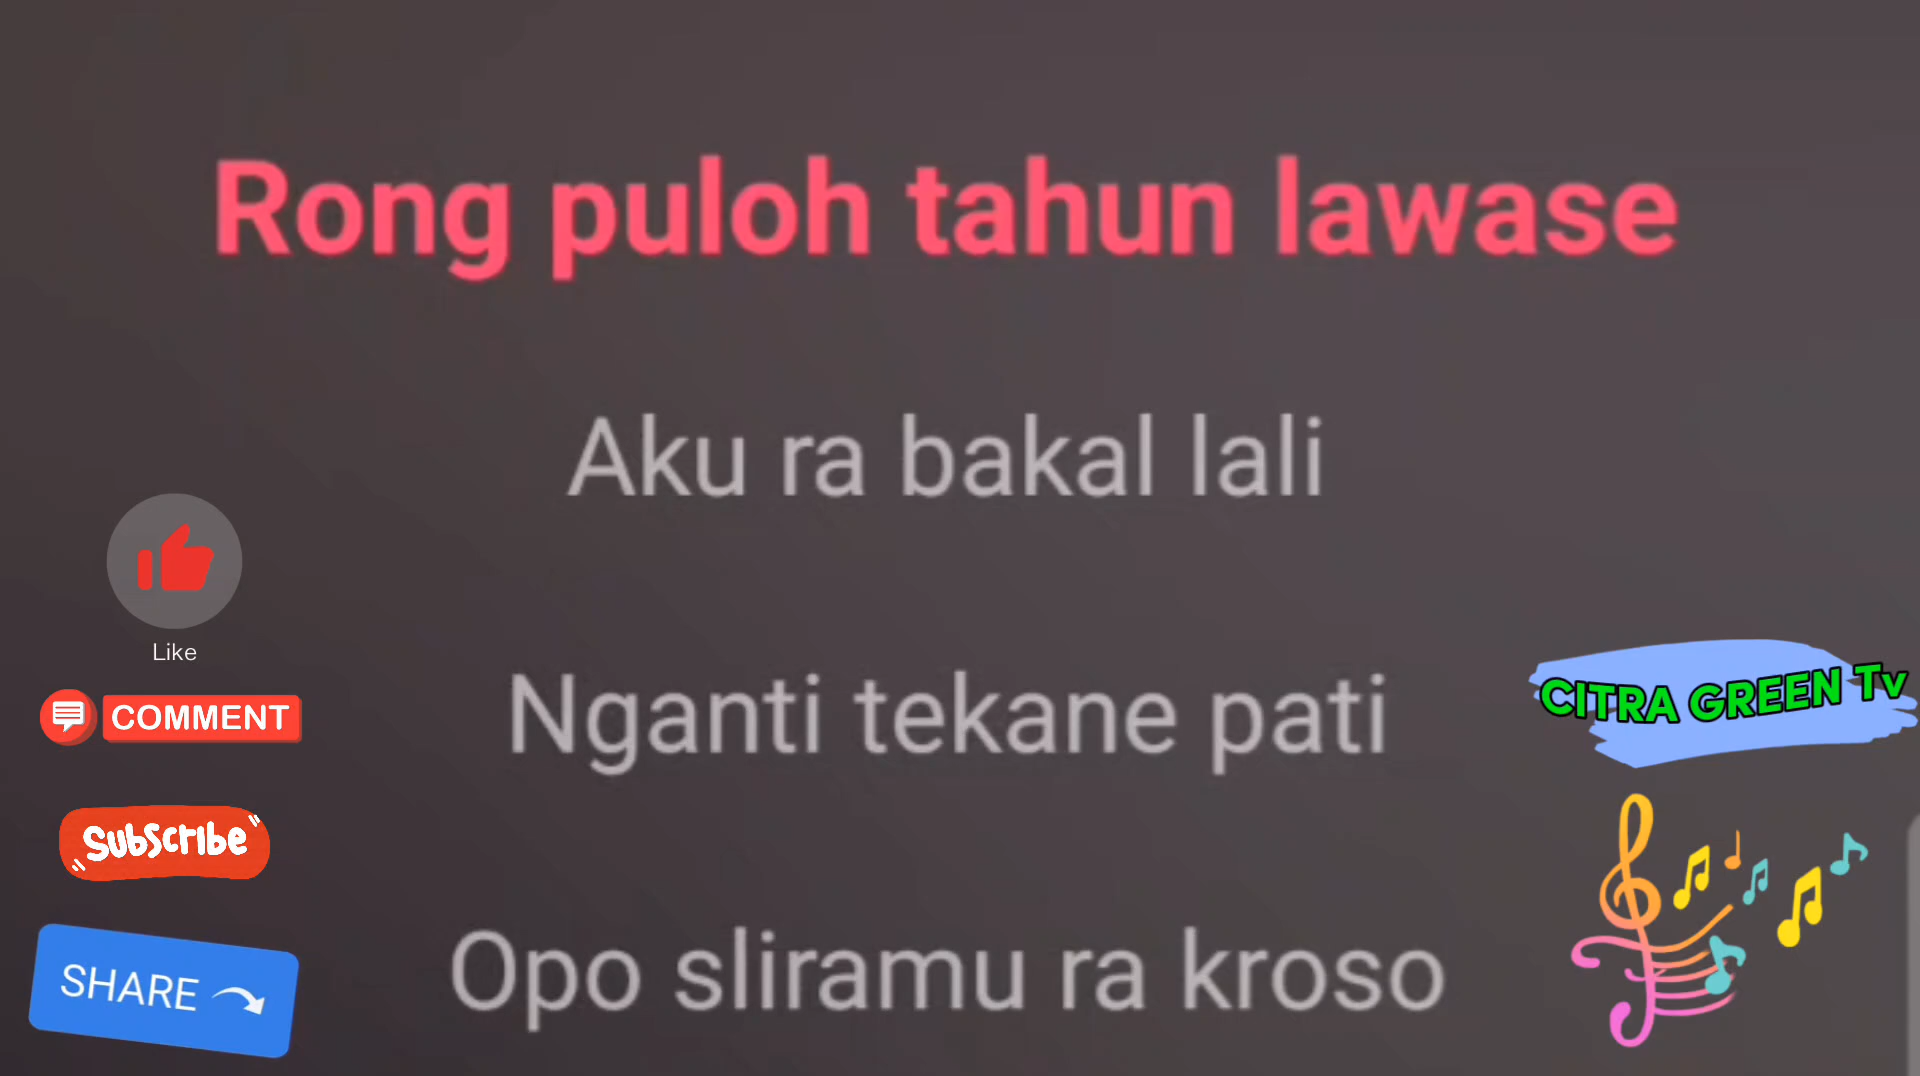 Rong puloh tahun lawase
Aku ra bakal lali
Nganti tekane pati
Opo sliramu ra kroso
Like
COMMENT
Subscribe
SHARE
CITRA GREEN Tv